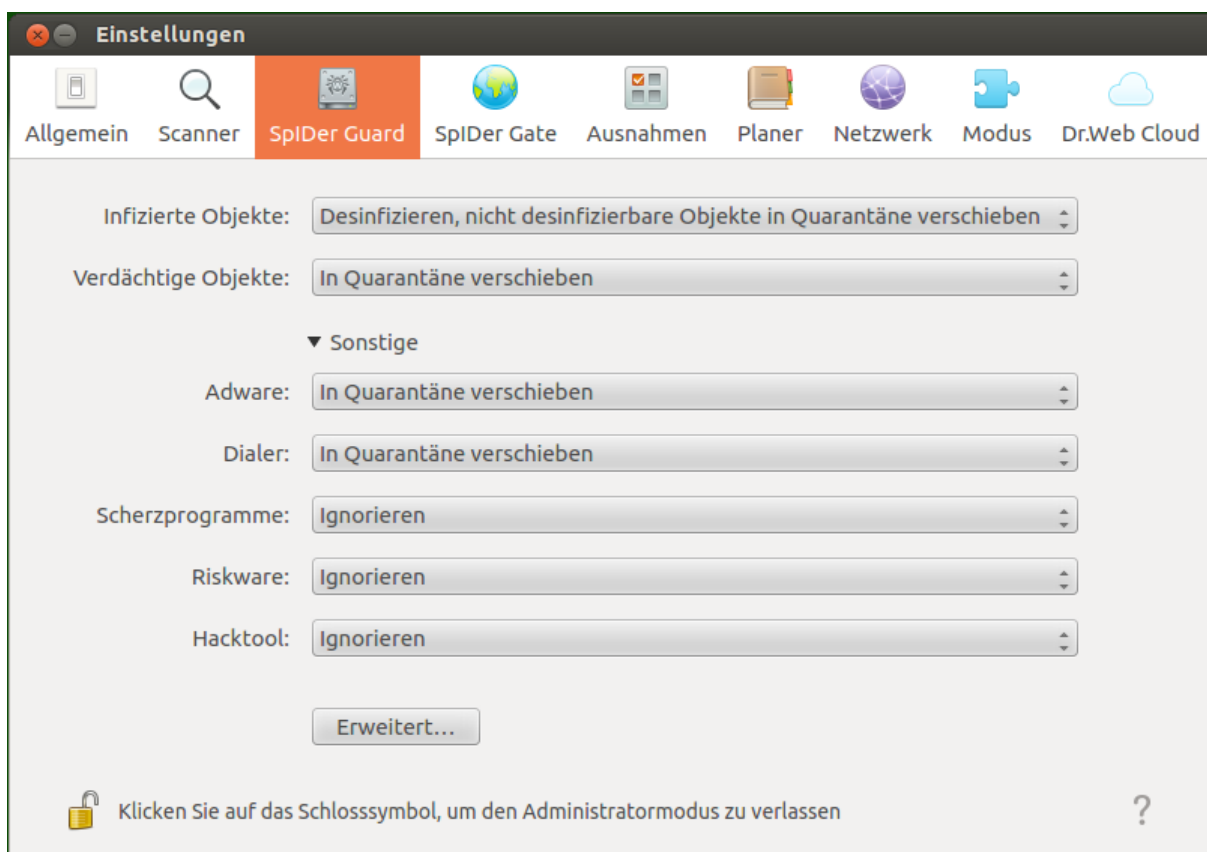 Einstellungen
Allgemein Scanner SpIDer Guard SpIDer Gate Ausnahmen Planer Netzwerk Modus Dr.Web Cloud
Infizierte Objekte: Desinfizieren, nicht desinfizierbare Objekte in Quarantäne verschieben
Verdächtige Objekte: In Quarantäne verschieben
Sonstige
Adware: In Quarantäne verschieben
Dialer: In Quarantäne verschieben
Scherzprogramme: Ignorieren
Riskware: Ignorieren
Hacktool: Ignorieren
Erweitert...
Klicken Sie auf das Schlosssymbol, um den Administratormodus zu verlassen ?